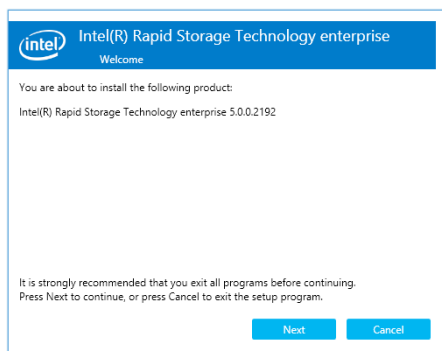 intel
Intel(R) Rapid Storage Technology enterprise
Welcome
You are about to install the following product:
Intel(R) Rapid Storage Technology enterprise 5.0.0.2192
It is strongly recommended that you exit all programs before continuing.
Press Next to continue, or press Cancel to exit the setup program.
Next Cancel